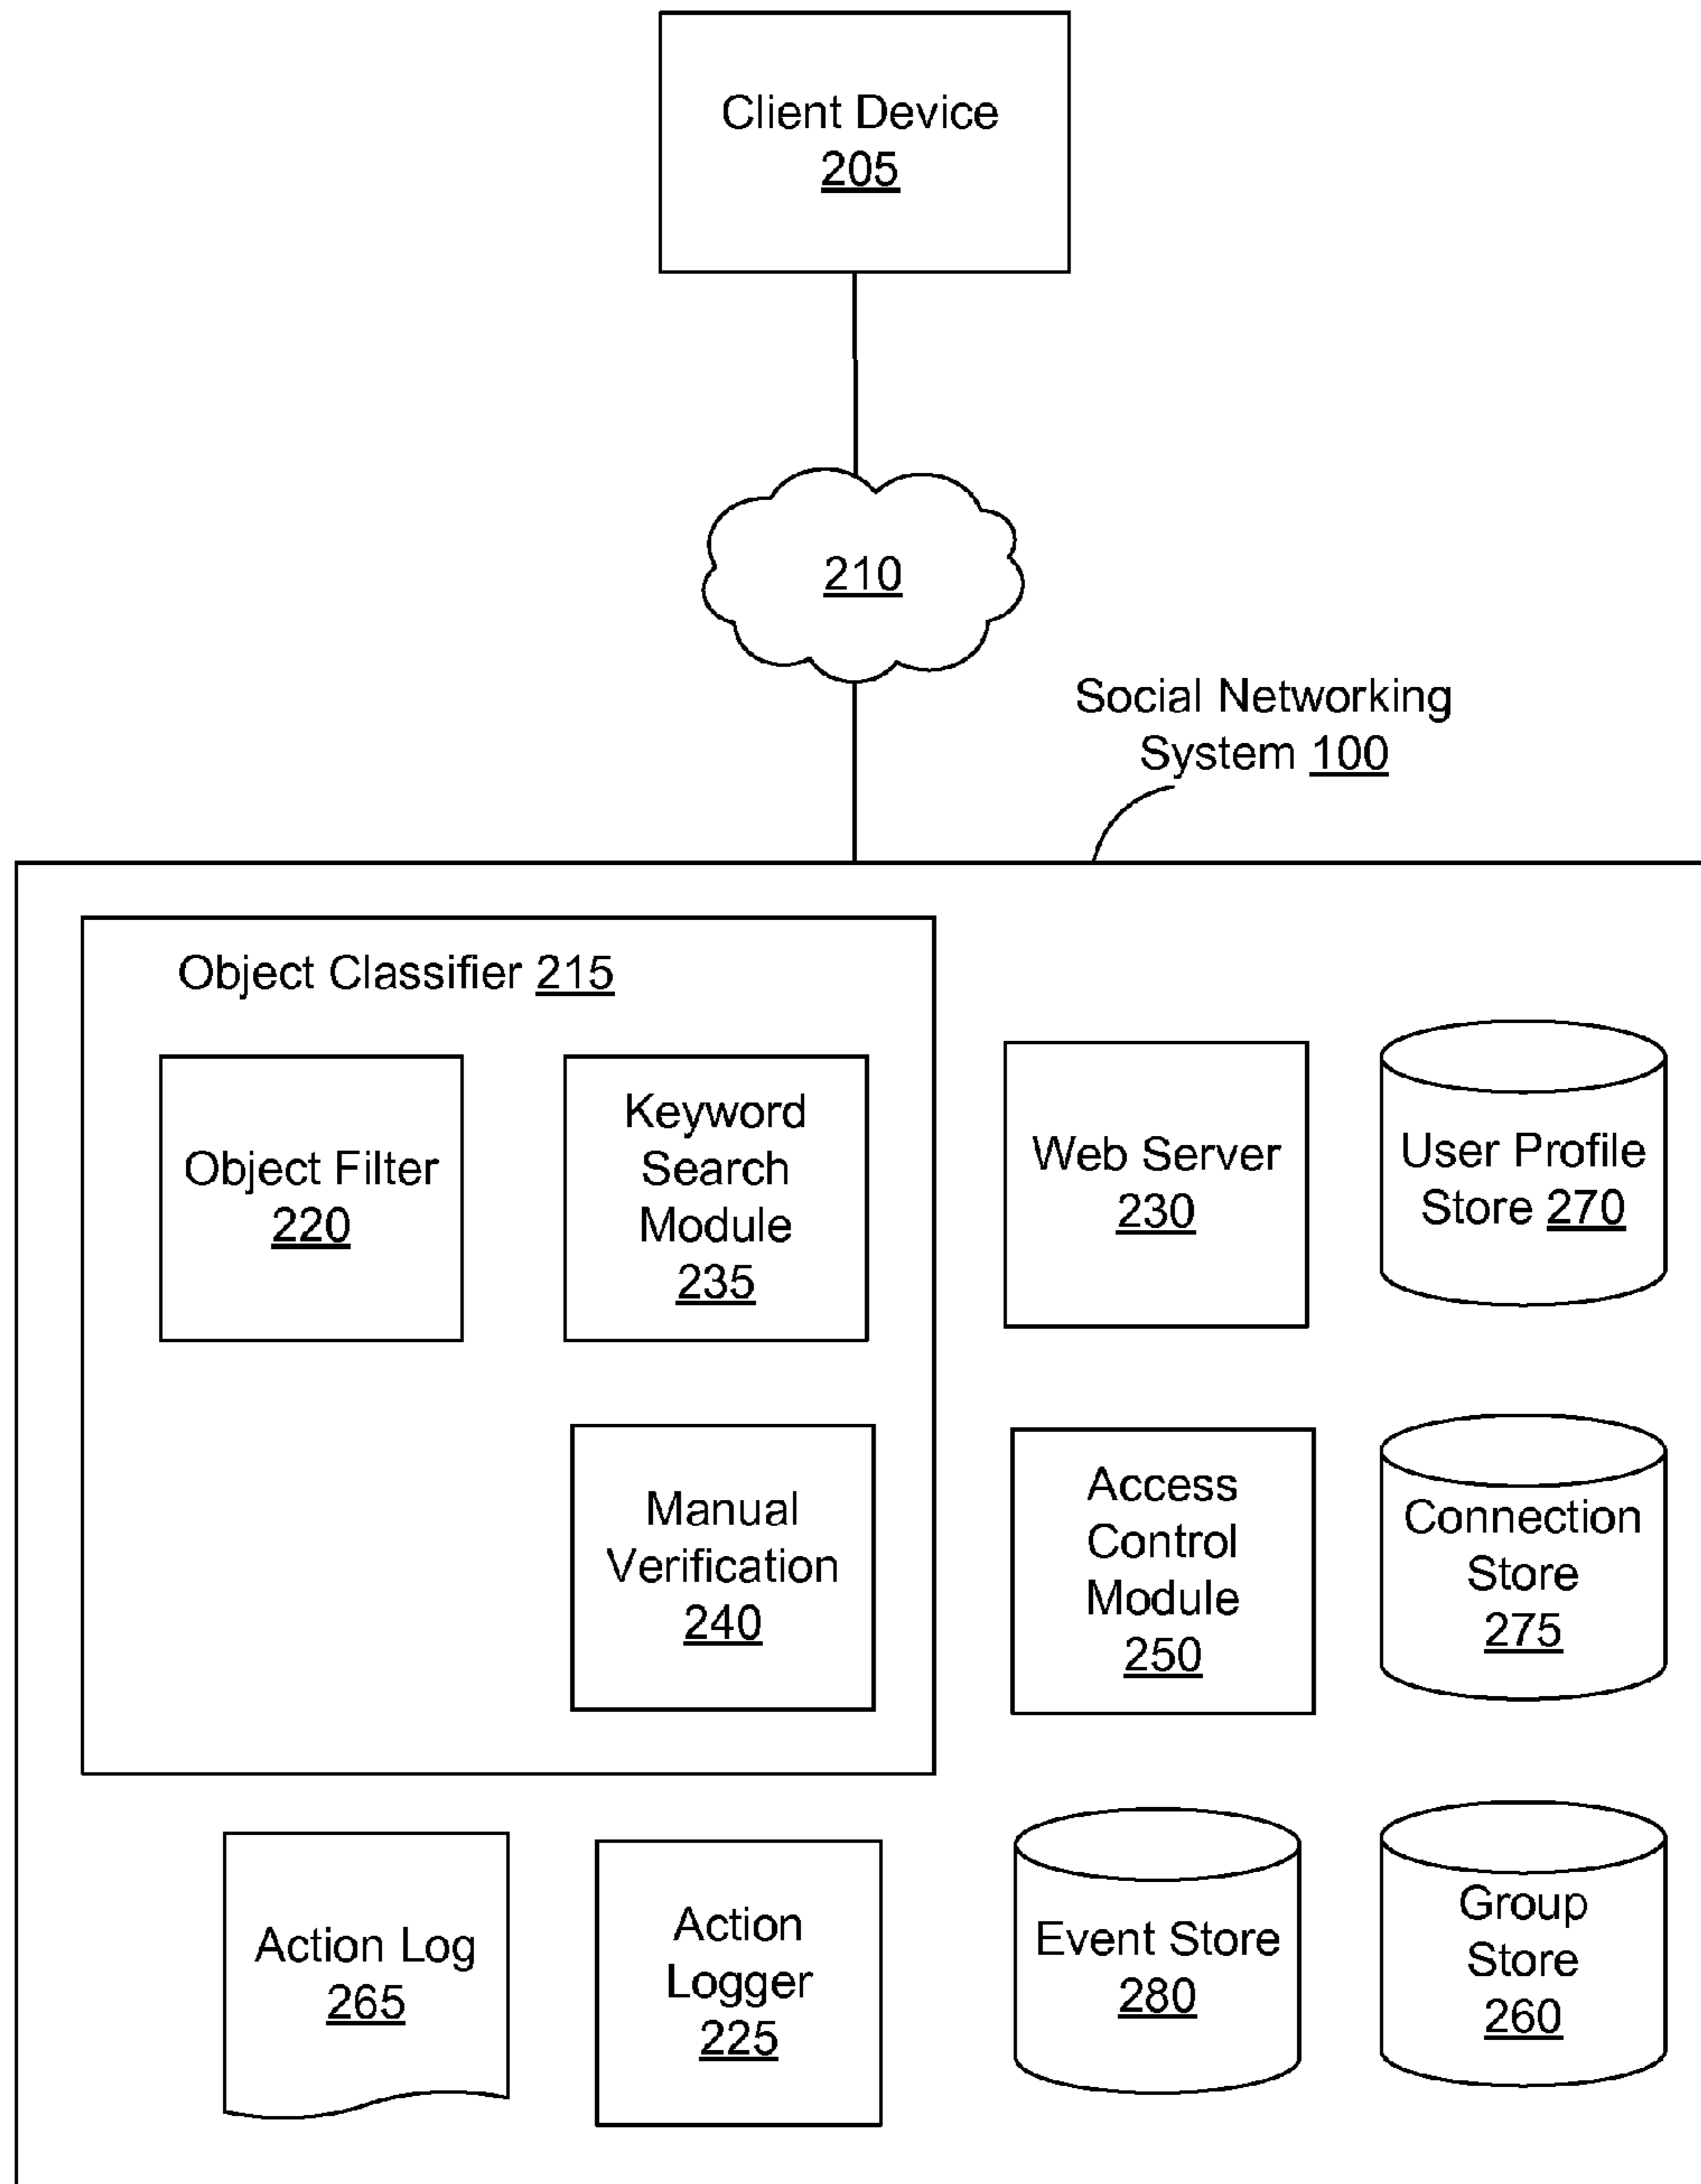 Client Device
205
210
Social Networking
System 100
Object Classifier 215
Object Filter
220
Keyword
Search
Module
235
Web Server
230
User Profile
Store 270
Manual
Verification
240
Access
Control
Module
250
Connection
Store
275
Action Log
265
Action
Logger
225
Event Store
280
Group
Store
260